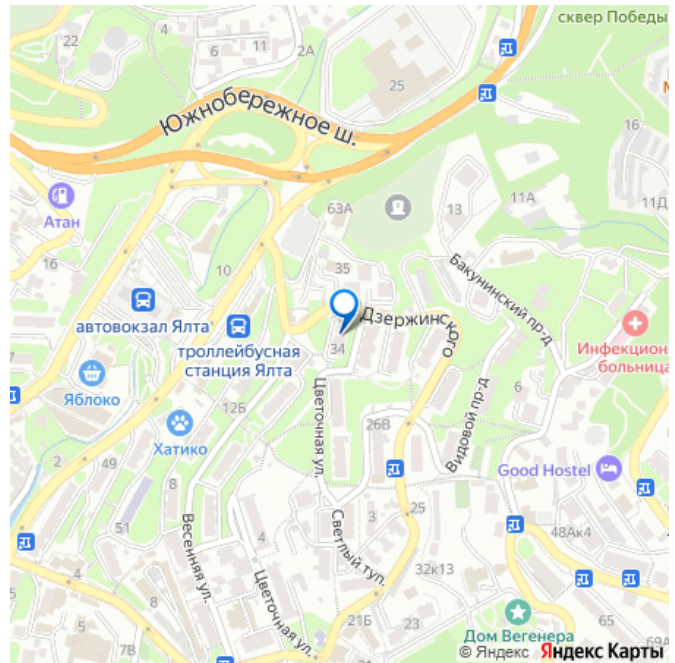 сквер Победы
22
6
11
2А
25
Южнобережное ш.
16
Атан
63А
13
11А
11Д
16
35
10
Бакунинский пр-д
автовокзал Ялта
Дзержинского
троллейбусная
станция Ялта
34
Инфекцион
больница
Яблоко
12Б
Цветочная ул.
6
Хатико
26В
Видовой пр-д
2
49
8
Good Hostel
51
4
3
25
48Ак4
Весенняя ул.
Светлый туп.
4
Цветочная ул.
32к13
8
5
4
7В
21Б
Дом Вегенера
65
69А
© Яндекс Яндекс Карты